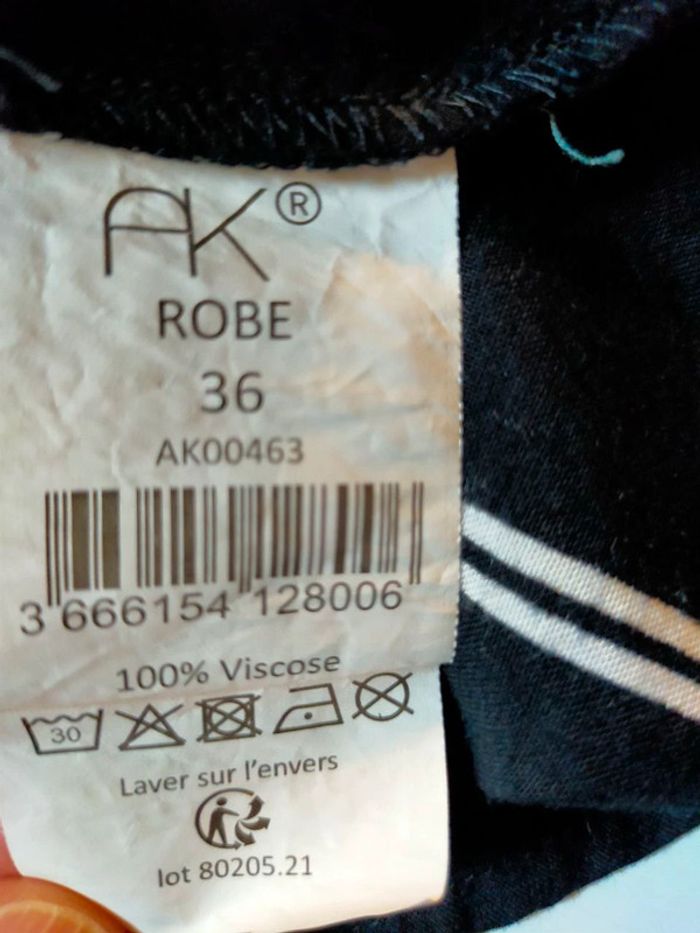 AK®
ROBE
36
AK00463
3 666154 128006
100% Viscose
30
Laver sur l'envers
lot 80205.21